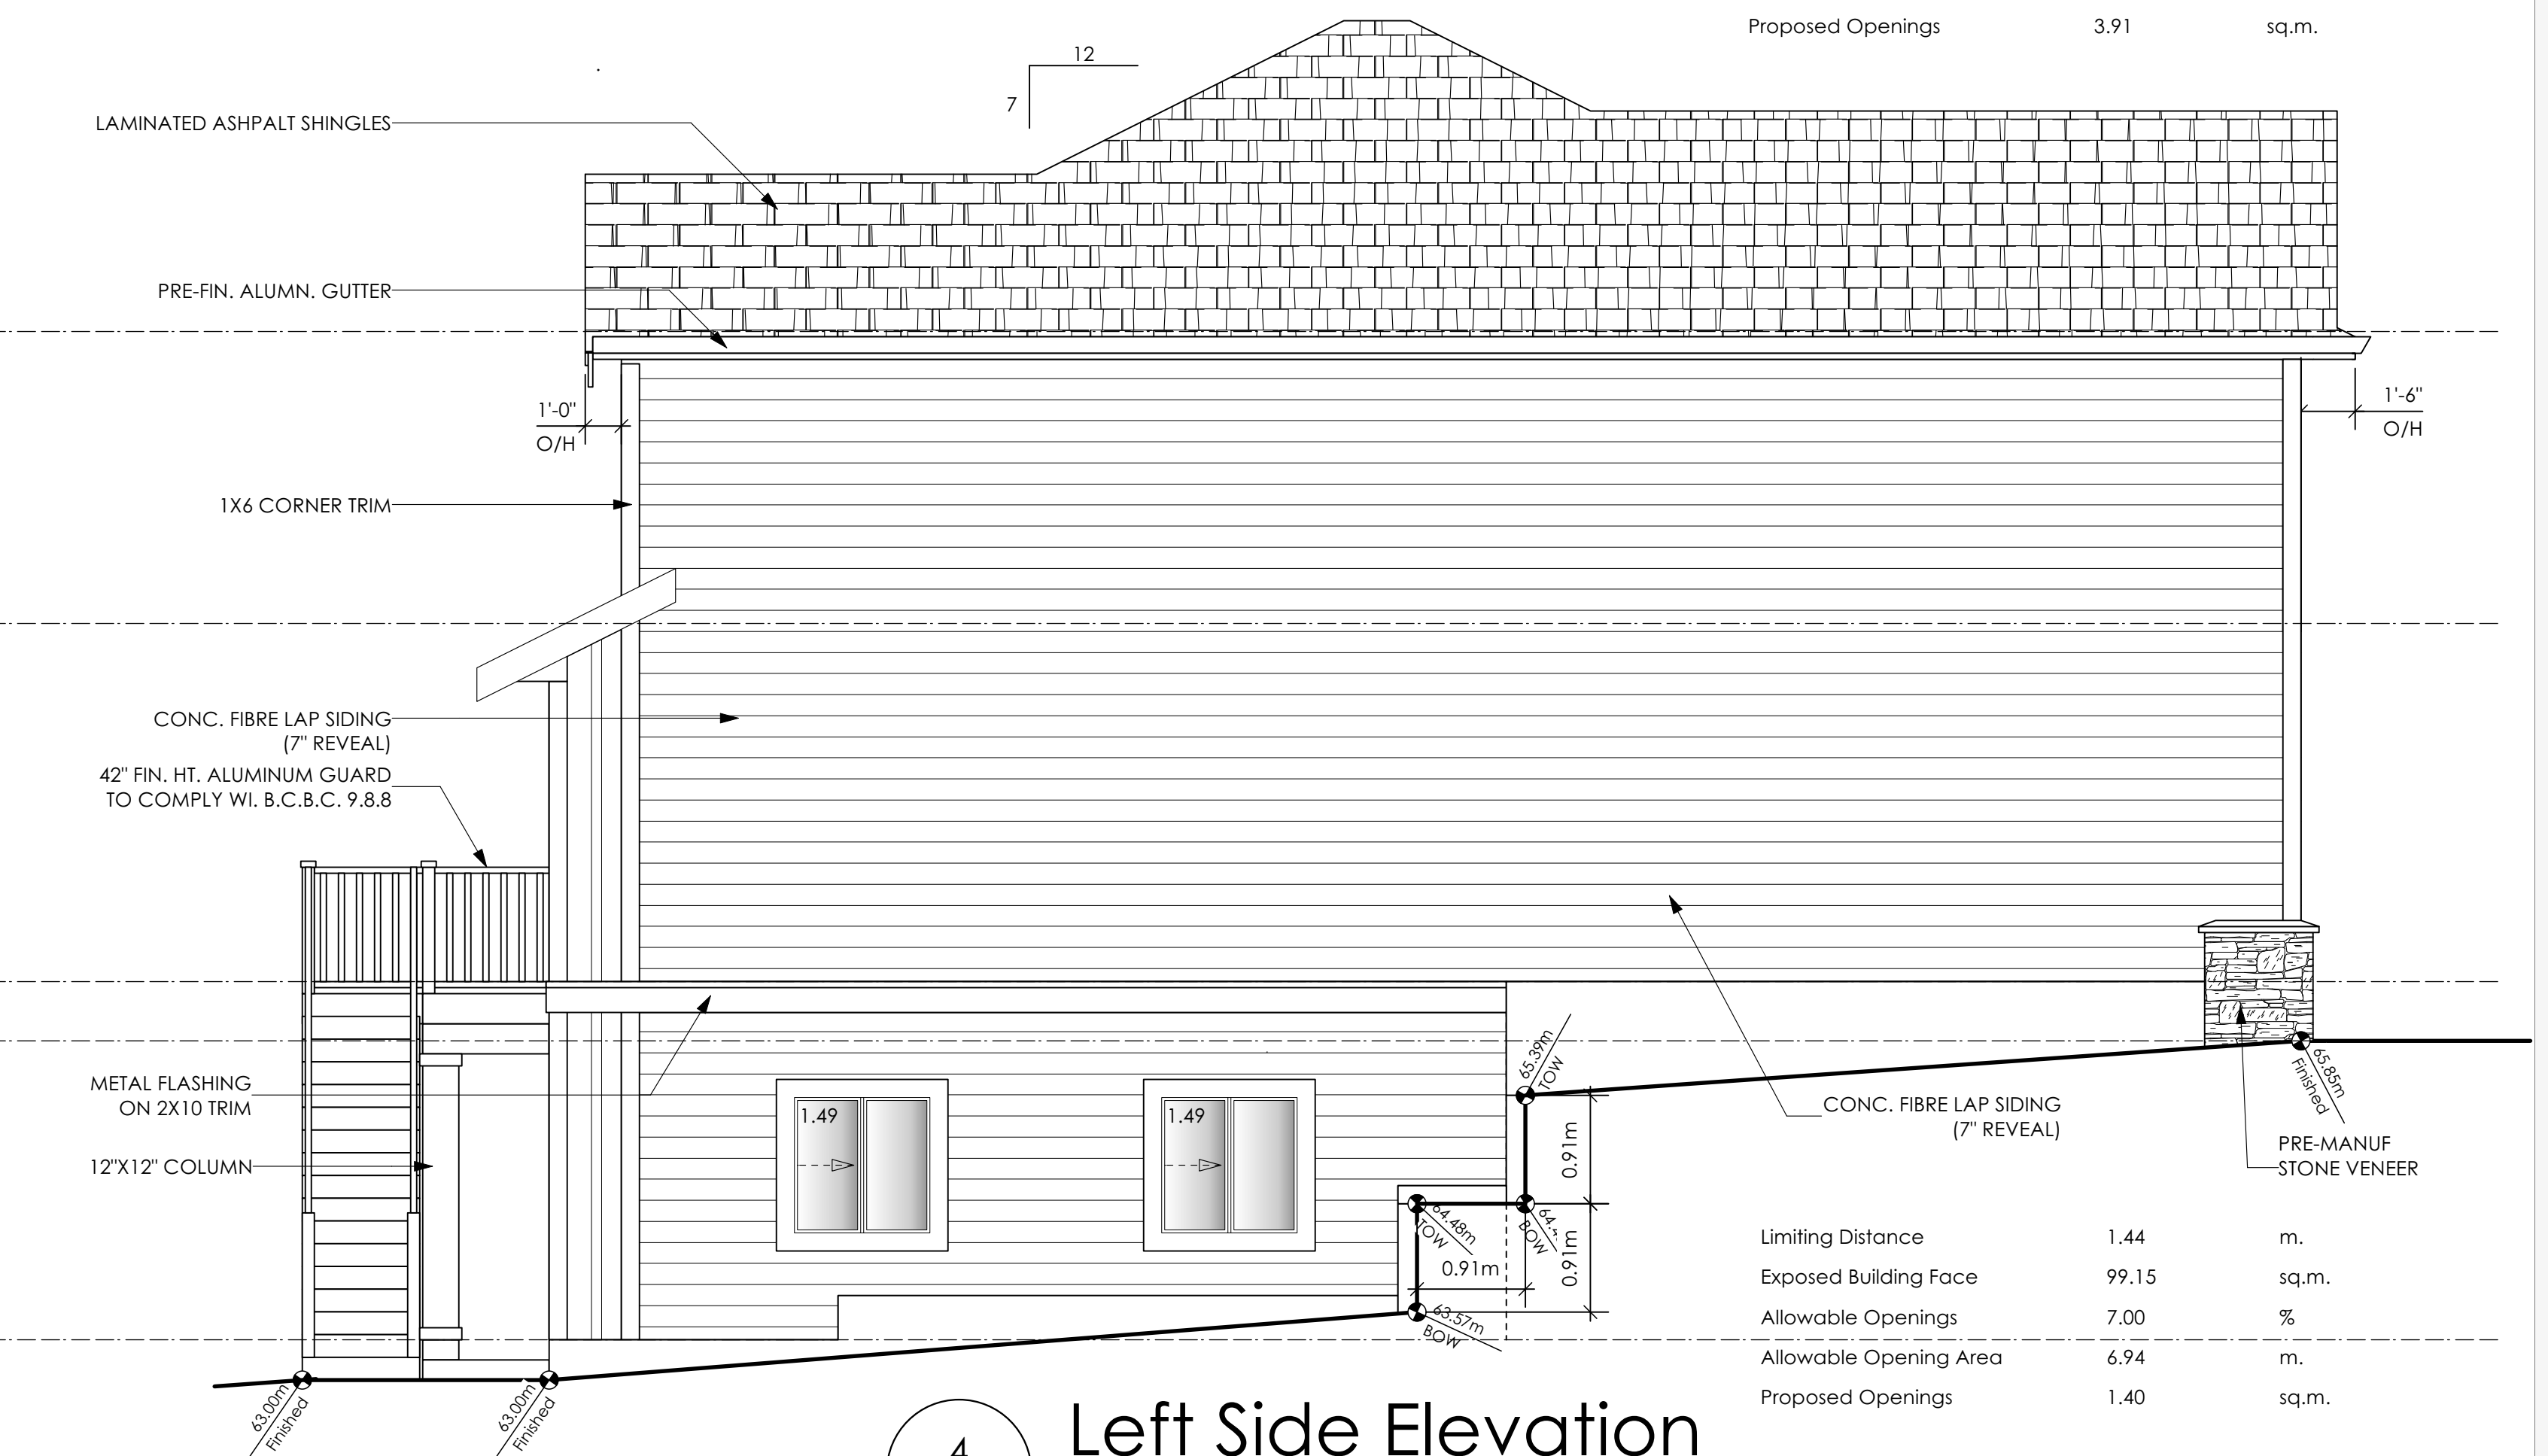 Proposed Openings 3.91 sq.m.
12
7
LAMINATED ASHPALT SHINGLES
PRE-FIN. ALUMN. GUTTER
1'-0"
O/H
1'-6"
O/H
1X6 CORNER TRIM
CONC. FIBRE LAP SIDING
(7" REVEAL)
42" FIN. HT. ALUMINUM GUARD
TO COMPLY WI. B.C.B.C. 9.8.8
METAL FLASHING
ON 2X10 TRIM
12"X12" COLUMN
1.49
1.49
65.39m
TOW
0.91m
64.48m
TOW
BOW
0.91m
0.91m
63.57m
BOW
CONC. FIBRE LAP SIDING
(7" REVEAL)
65.85m
Finished
PRE-MANUF
STONE VENEER
63.00m
Finished
63.00m
Finished
Limiting Distance 1.44 m.
Exposed Building Face 99.15 sq.m.
Allowable Openings 7.00 %
Allowable Opening Area 6.94 m.
Proposed Openings 1.40 sq.m.
4
Left Side Elevation